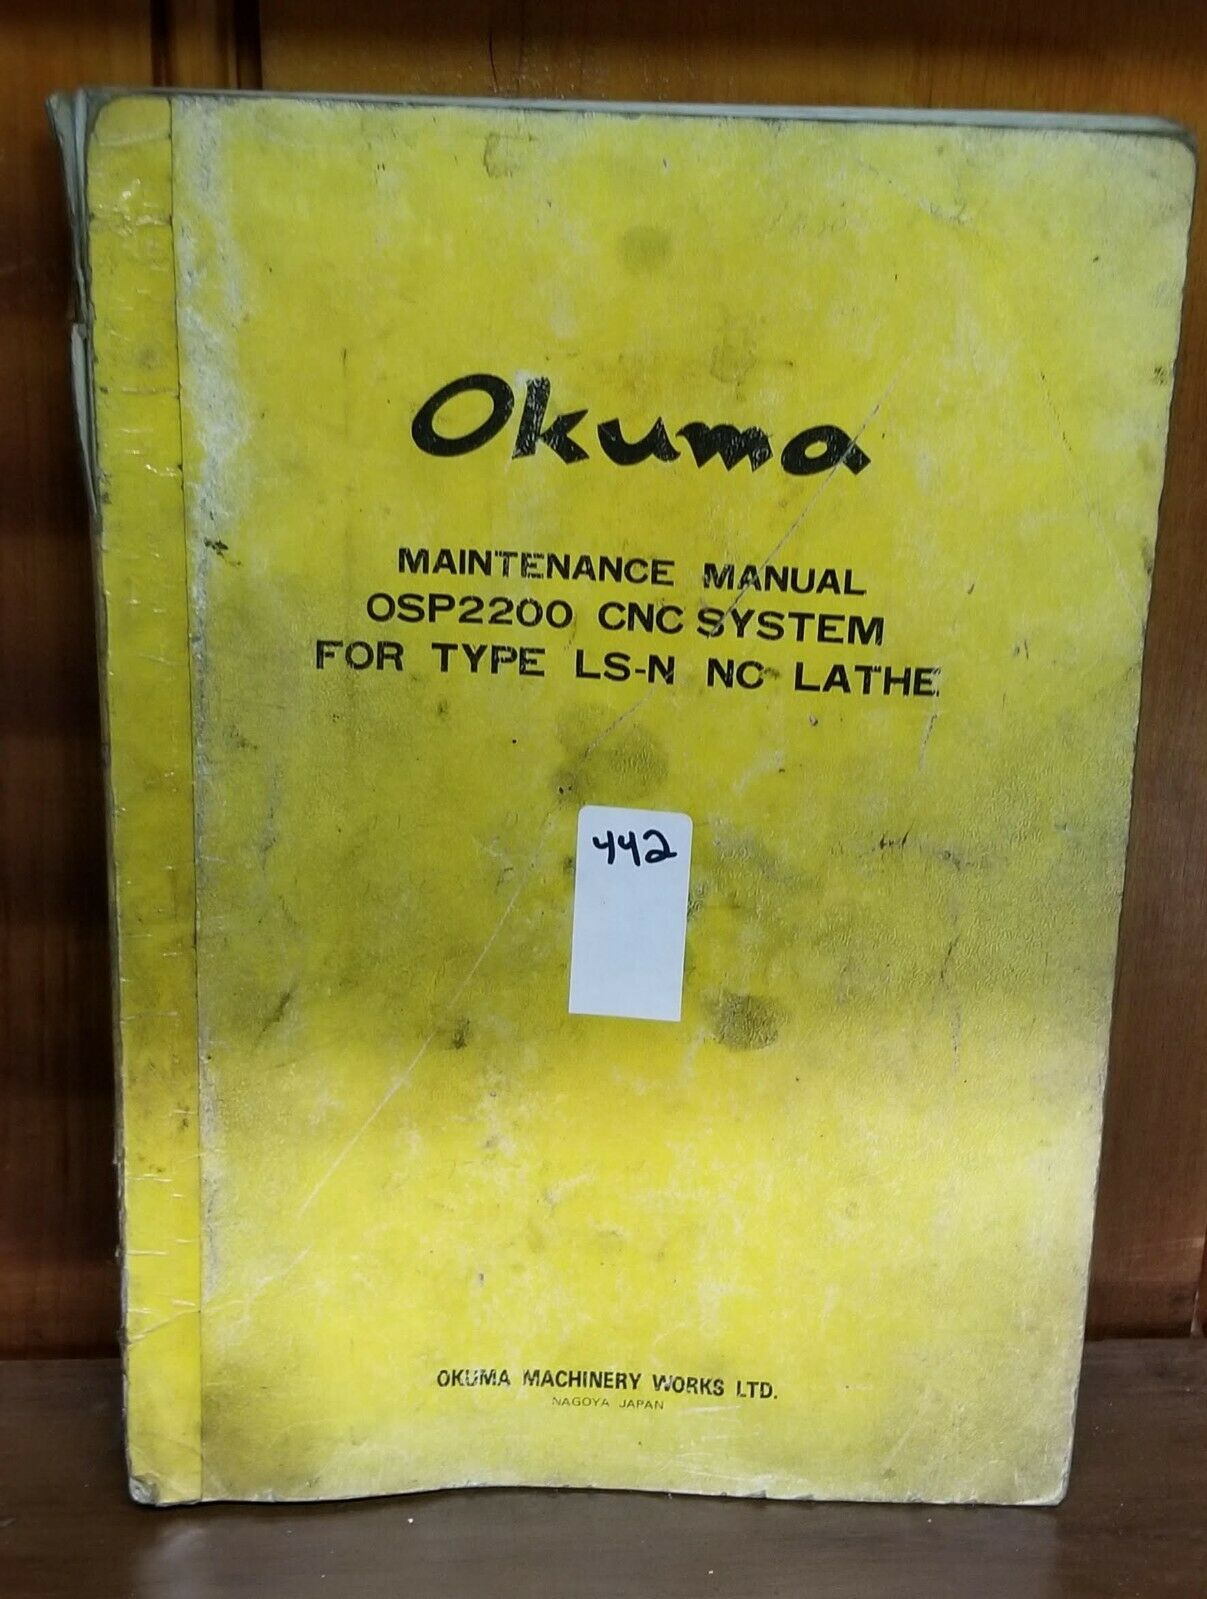 Okuma
MAINTENANCE MANUAL
OSP2200 CNC SYSTEM
FOR TYPE LS-N NC LATHE
442
OKUMA MACHINERY WORKS LTD.
NAGOYA JAPAN